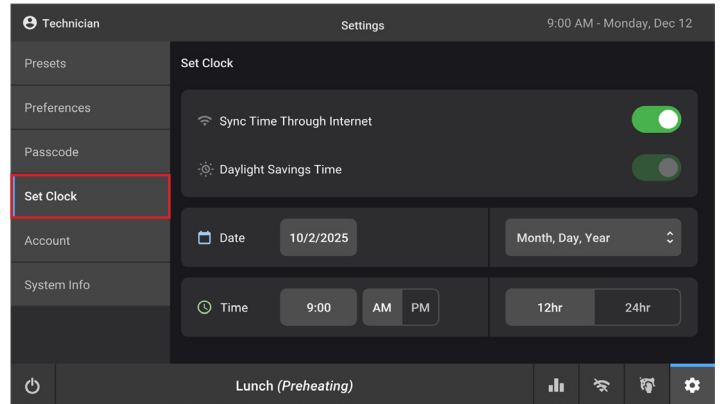 Technician
Settings
9:00 AM - Monday, Dec 12
Presets
Preferences
Passcode
Set Clock
Account
System Info
Set Clock
Sync Time Through Internet
Daylight Savings Time
Date
10/2/2025
Month, Day, Year
Time
9:00
AM
PM
12hr
24hr
Lunch (Preheating)